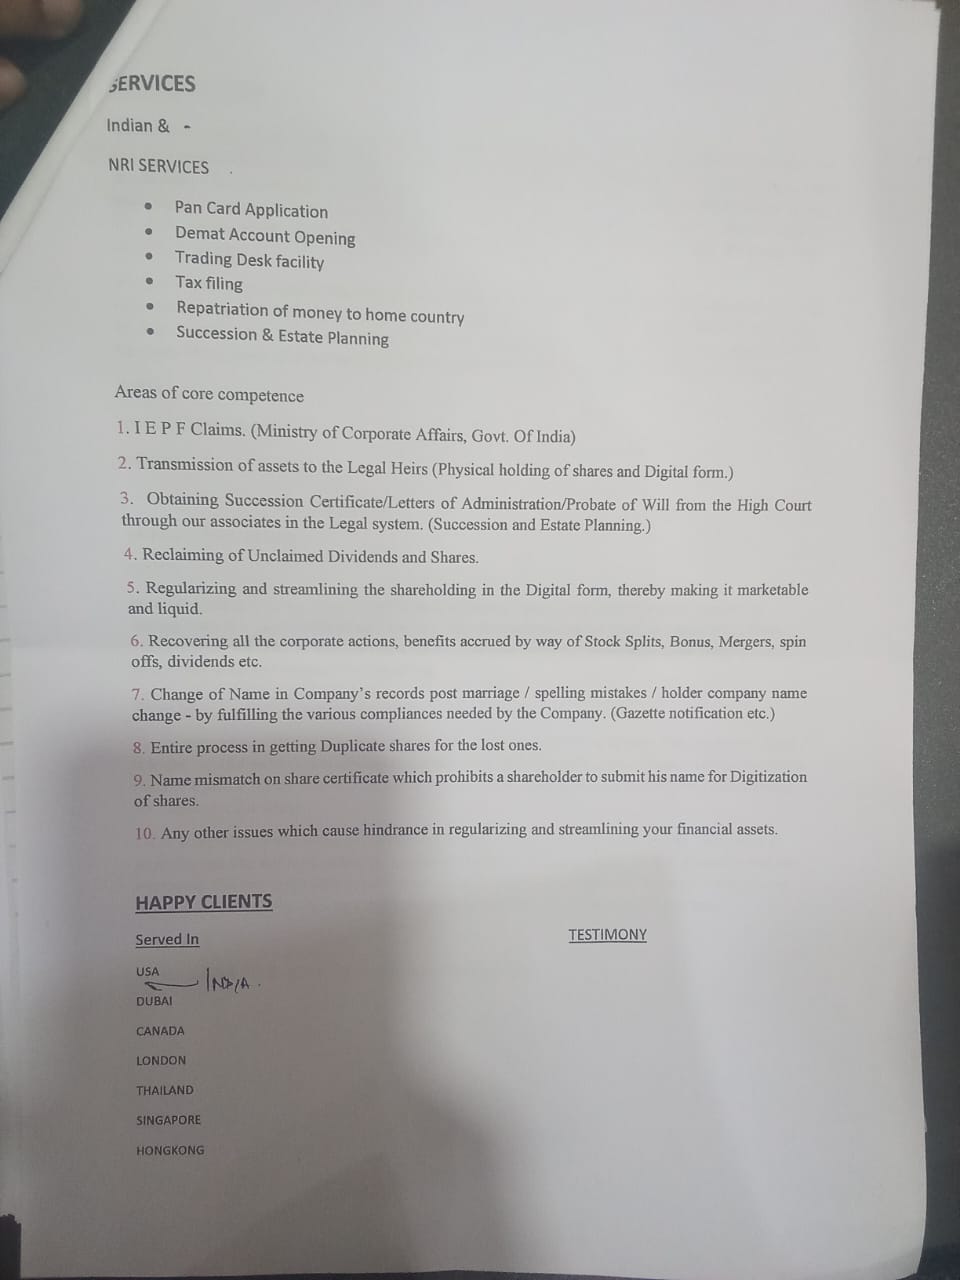 SERVICES
Indian & -
NRI SERVICES
• Pan Card Application
• Demat Account Opening
• Trading Desk facility
• Tax filing
• Repatriation of money to home country
• Succession & Estate Planning
Areas of core competence
1. I E P F Claims. (Ministry of Corporate Affairs, Govt. Of India)
2. Transmission of assets to the Legal Heirs (Physical holding of shares and Digital form.)
3. Obtaining Succession Certificate/Letters of Administration/Probate of Will from the High Court
through our associates in the Legal system. (Succession and Estate Planning.)
4. Reclaiming of Unclaimed Dividends and Shares.
5. Regularizing and streamlining the shareholding in the Digital form, thereby making it marketable
and liquid.
6. Recovering all the corporate actions, benefits accrued by way of Stock Splits, Bonus, Mergers, spin
offs, dividends etc.
7. Change of Name in Company's records post marriage / spelling mistakes / holder company name
change - by fulfilling the various compliances needed by the Company. (Gazette notification etc.)
8. Entire process in getting Duplicate shares for the lost ones.
9. Name mismatch on share certificate which prohibits a shareholder to submit his name for Digitization
of shares.
10. Any other issues which cause hindrance in regularizing and streamlining your financial assets.
HAPPY CLIENTS
TESTIMONY
Served In
USA
INDIA.
DUBAI
CANADA
LONDON
THAILAND
SINGAPORE
HONGKONG